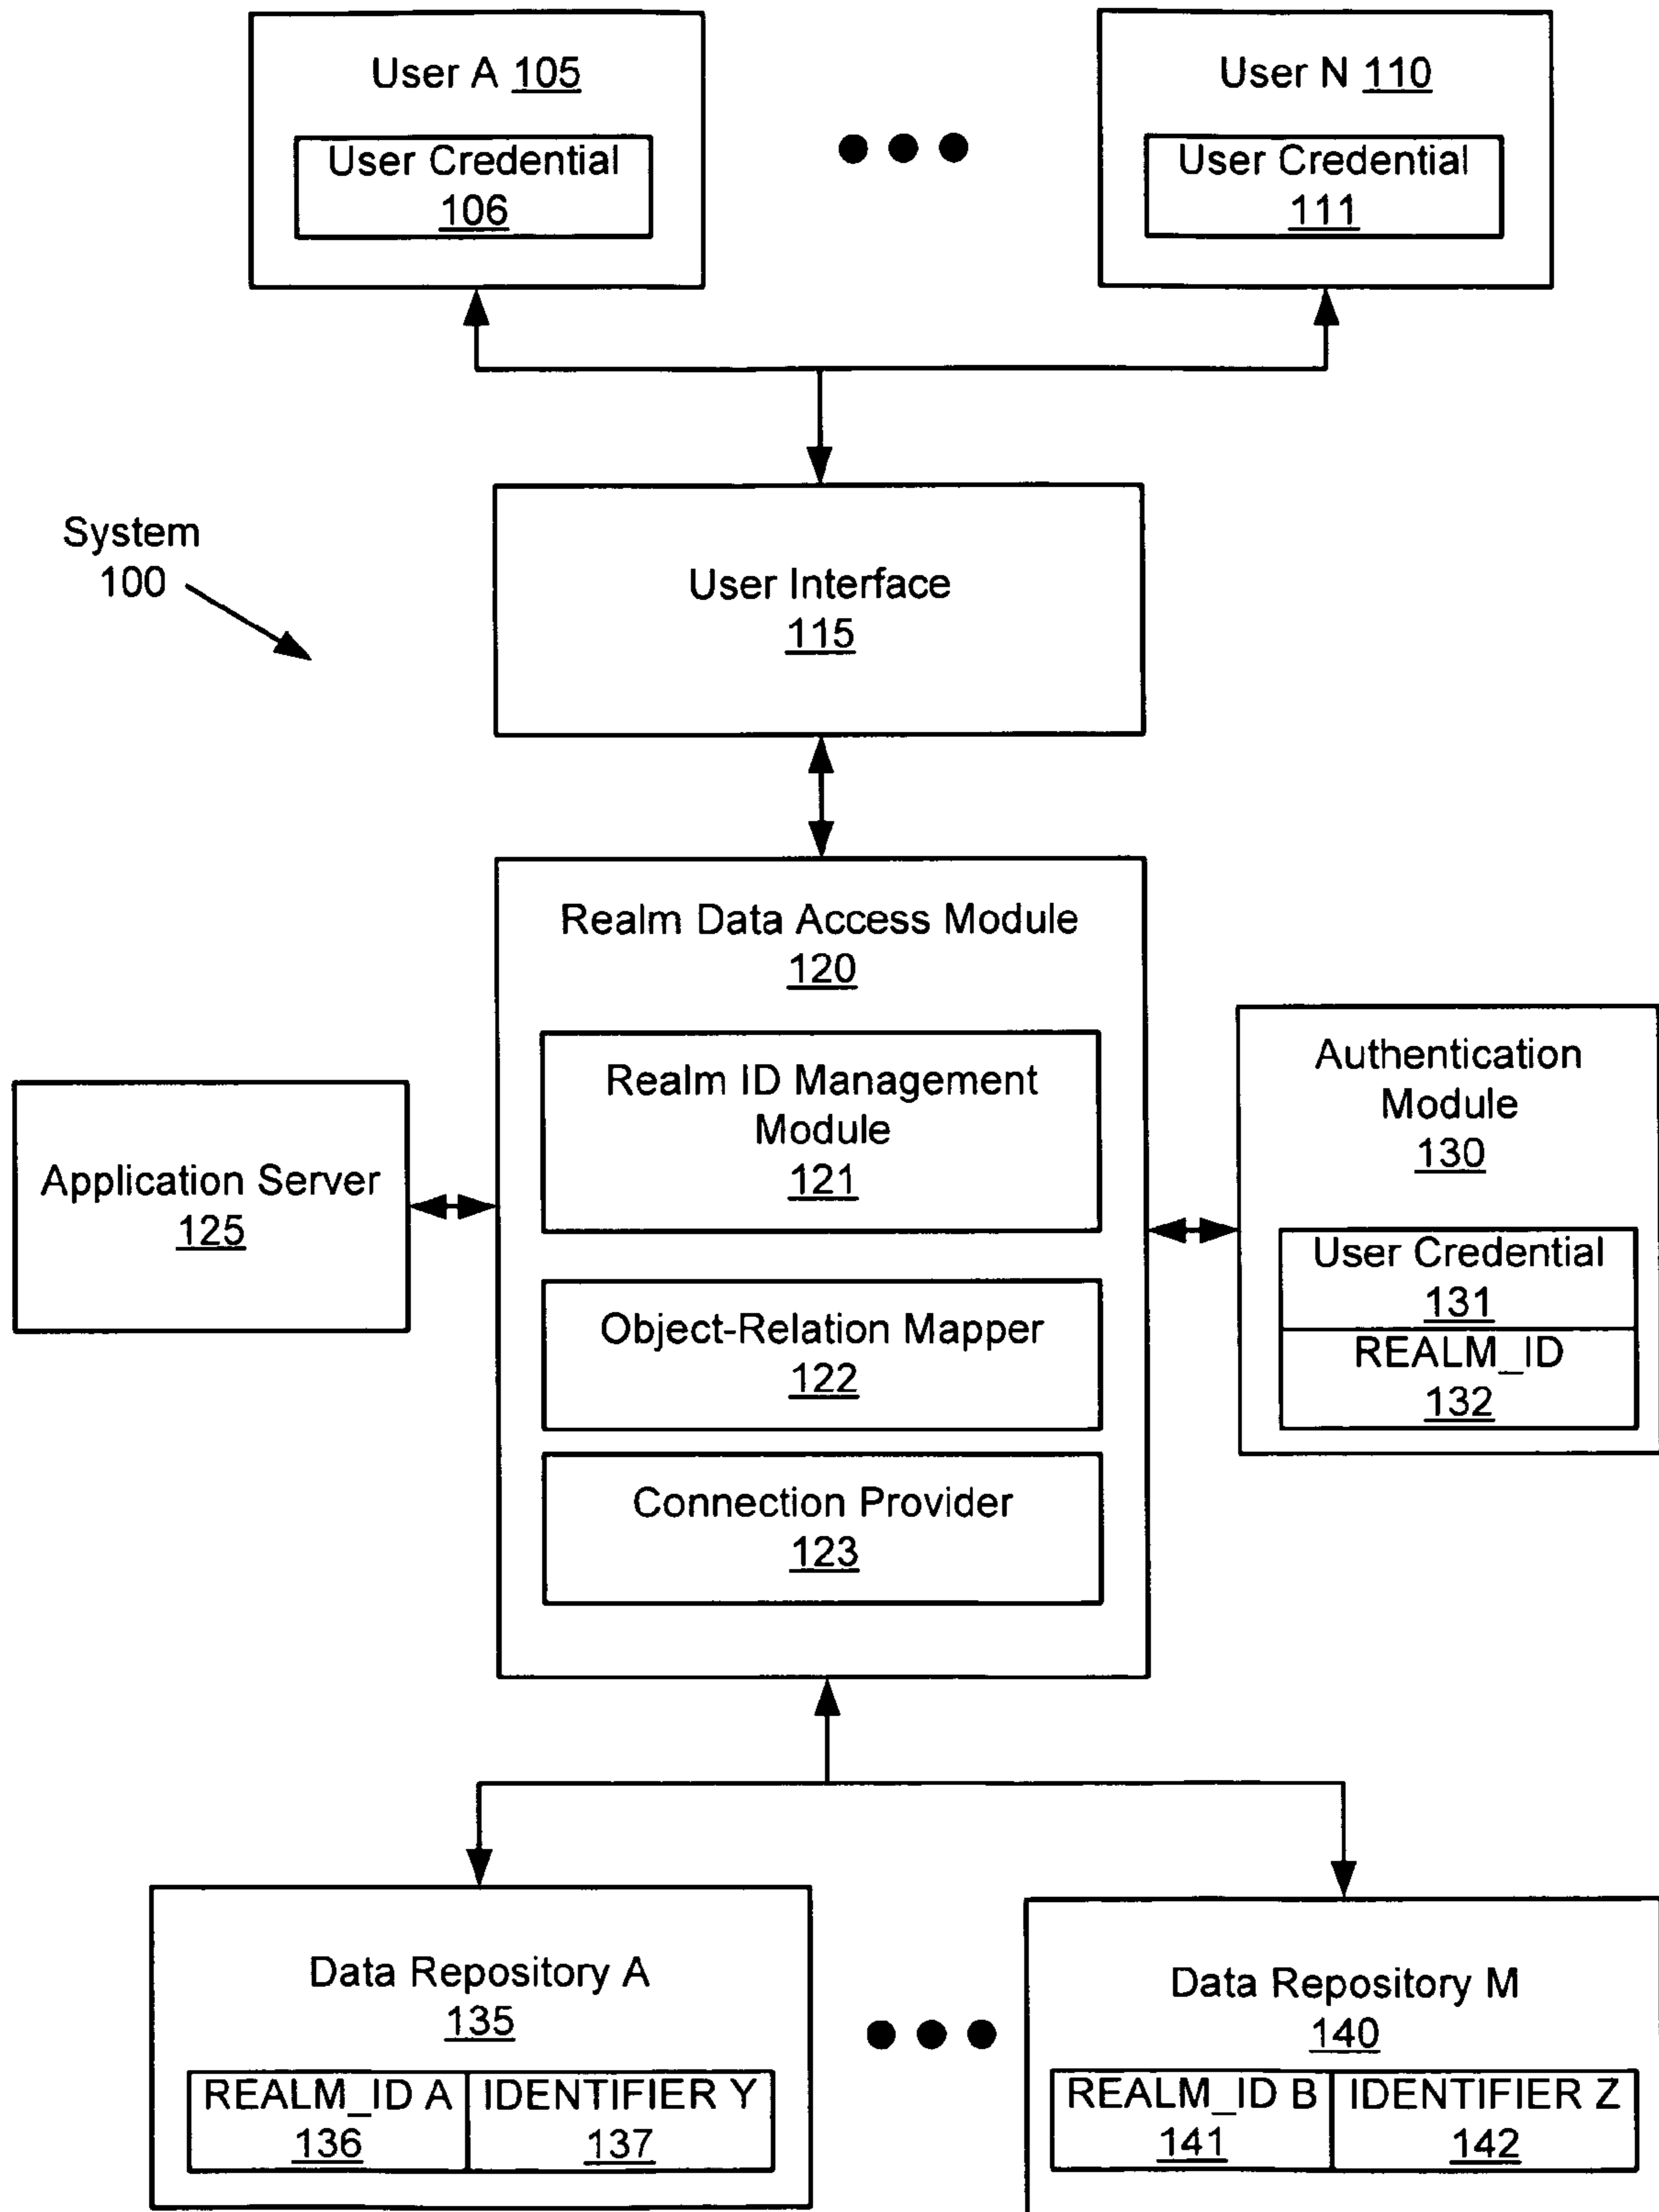 User A 105
User Credential
106
User N 110
User Credential
111
System
100
User Interface
115
Realm Data Access Module
120
Realm ID Management
Module
121
Object-Relation Mapper
122
Connection Provider
123
Application Server
125
Authentication
Module
130
User Credential
131
REALM_ID
132
Data Repository A
135
REALM_ID A
136
IDENTIFIER Y
137
Data Repository M
140
REALM_ID B
141
IDENTIFIER Z
142